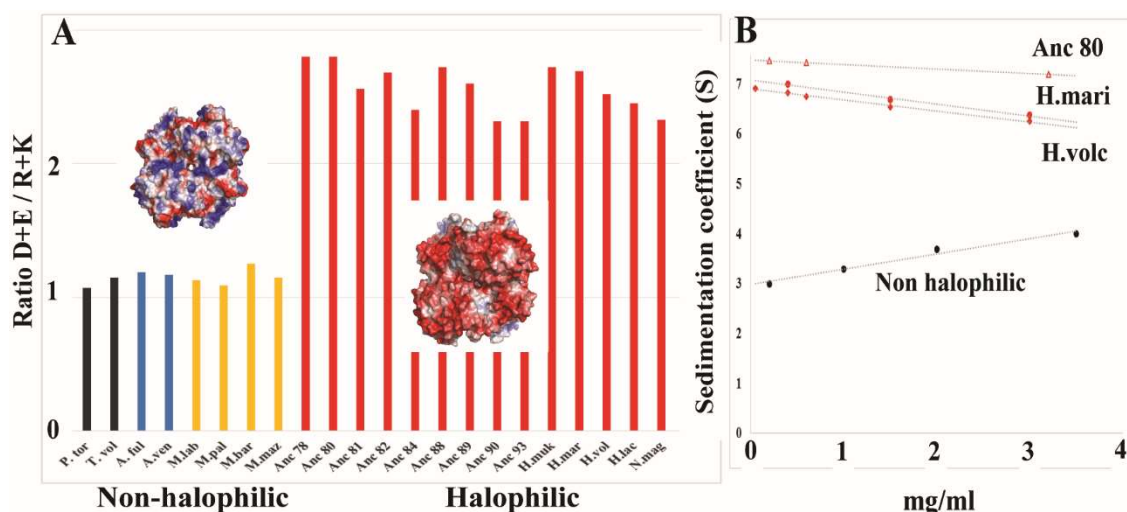 A
Ratio D+E / R+K
2
1
0
P. tor
T. vol
A. ful
A.ven
M.lab
M.pal
M.bar
M.maz
Anc 78
Anc 80
Anc 81
Anc 82
Anc 84
Anc 88
Anc 89
Anc 90
Anc 93
H.muk
H.mar
H.vol
H.lac
N.mag
Non-halophilic
Halophilic
B
Sedimentation coefficient (S)
7
6
5
4
3
2
1
0
Anc 80
H.mari
H.volc
Non halophilic
0
1
2
3
4
mg/ml